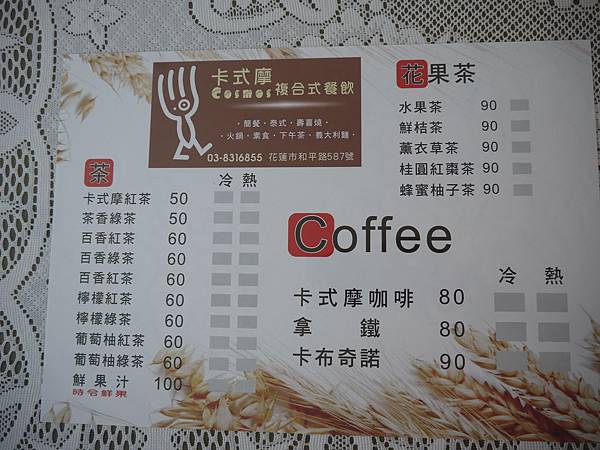 卡式摩
Cosmos 複合式餐飲
·簡餐·泰式·壽喜燒·
·火鍋·素食·下午茶·義大利麵·
03-8316855 花蓮市和平路587號
茶
冷 熱
卡式摩紅茶 50
茶香綠茶 50
百香紅茶 60
百香綠茶 60
百香紅茶 60
檸檬紅茶 60
檸檬綠茶 60
葡萄柚紅茶 60
葡萄柚綠茶 60
鮮果汁 100
時令鮮果
花果茶
水果茶 90
鮮桔茶 90
薰衣草茶 90
桂圓紅棗茶 90
蜂蜜柚子茶 90
Coffee
冷 熱
卡式摩咖啡 80
拿鐵 80
卡布奇諾 90